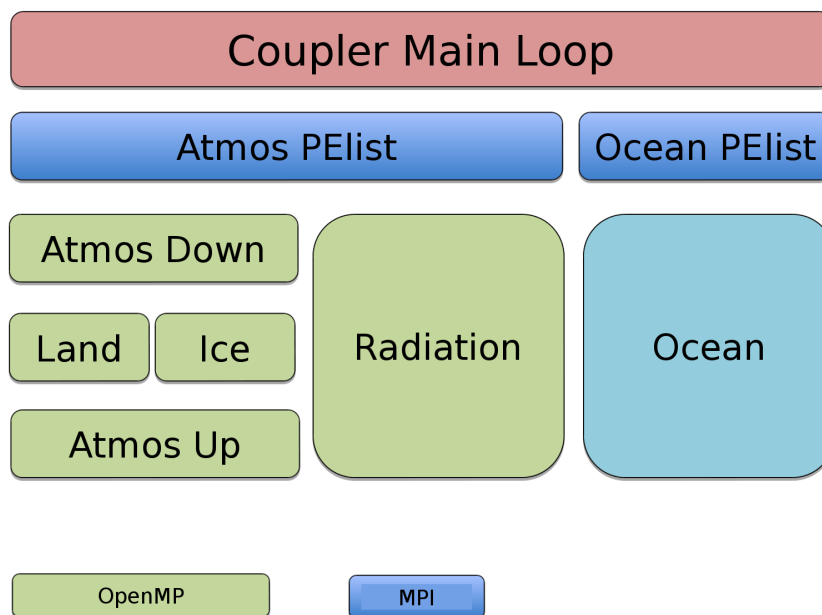 Coupler Main Loop
Atmos PElist
Ocean PElist
Atmos Down
Land
Ice
Atmos Up
Radiation
Ocean
OpenMP
MPI